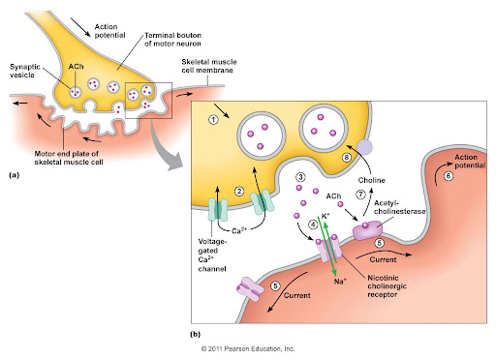 (a)
Action
potential
Terminal bouton
of motor neuron
Synaptic
vesicle
ACh
Skeletal muscle
cell membrane
Motor end plate of
skeletal muscle cell
(a)
1
2
3
4
5
5
6
7
8
ACh
K+
Na+
Ca2+
Voltage-
gated
Ca2+
channel
Choline
Acetyl-
cholinesterase
Action
potential
Current
Current
Nicotinic
cholinergic
receptor
(b)
© 2011 Pearson Education, Inc.